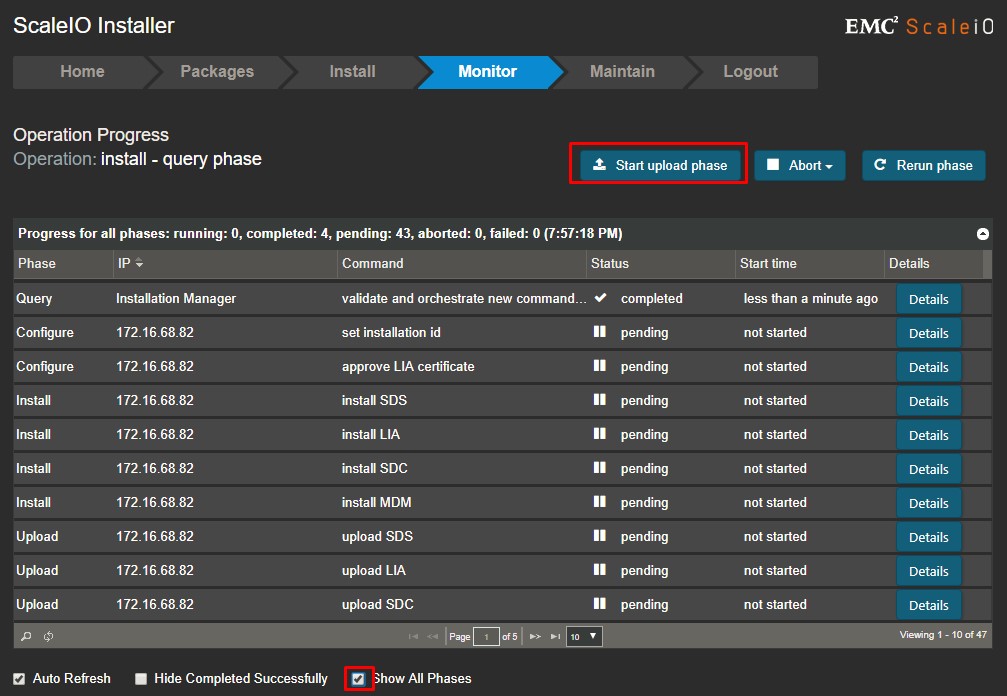 ScaleIO Installer
EMC² ScaleiO
Home Packages Install Monitor Maintain Logout
Operation Progress
Operation: install - query phase
Start upload phase Abort Rerun phase
Progress for all phases: running: 0, completed: 4, pending: 43, aborted: 0, failed: 0 (7:57:18 PM)
Phase IP Command Status Start time Details
Query Installation Manager validate and orchestrate new command... completed less than a minute ago Details
Configure 172.16.68.82 set installation id pending not started Details
Configure 172.16.68.82 approve LIA certificate pending not started Details
Install 172.16.68.82 install SDS pending not started Details
Install 172.16.68.82 install LIA pending not started Details
Install 172.16.68.82 install SDC pending not started Details
Install 172.16.68.82 install MDM pending not started Details
Upload 172.16.68.82 upload SDS pending not started Details
Upload 172.16.68.82 upload LIA pending not started Details
Upload 172.16.68.82 upload SDC pending not started Details
Page 1 of 5 10 Viewing 1 - 10 of 47
Auto Refresh Hide Completed Successfully Show All Phases